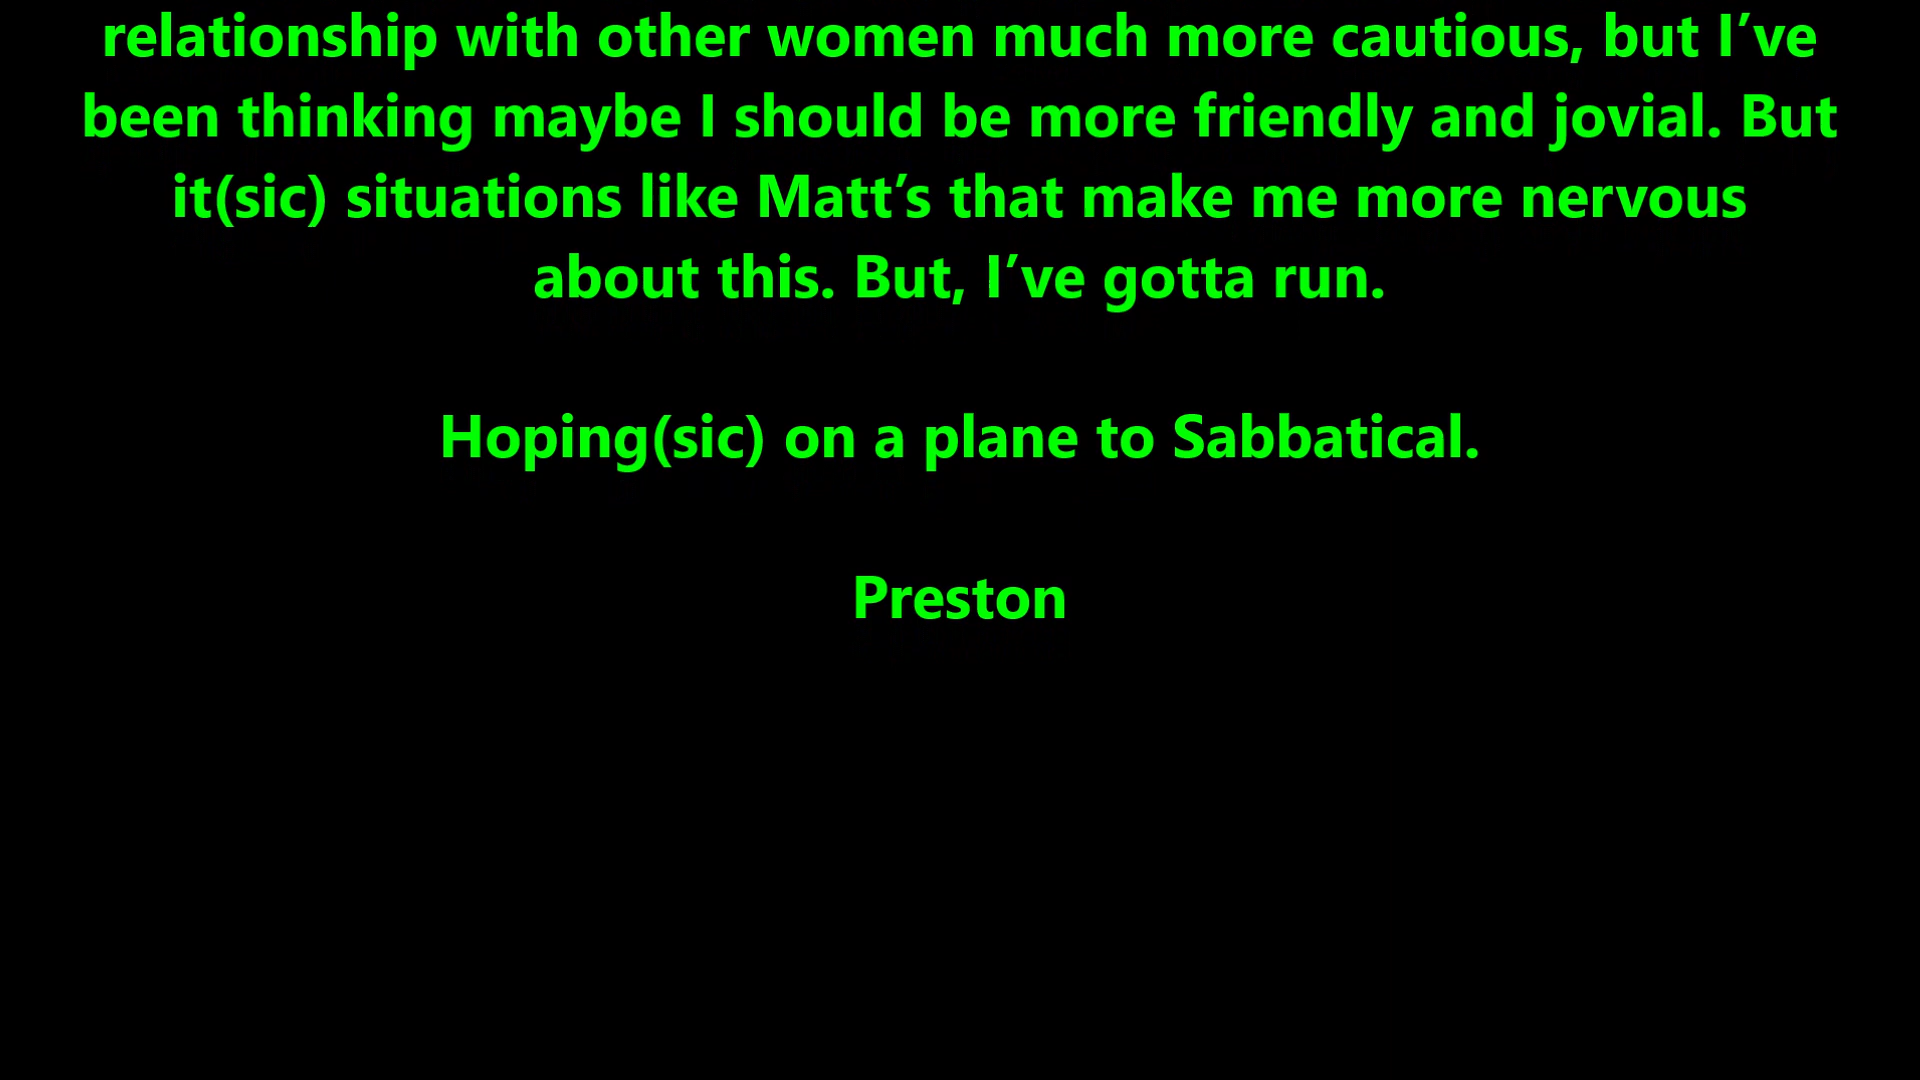 relationship with other women much more cautious, but I’ve
been thinking maybe I should be more friendly and jovial. But
it(sic) situations like Matt’s that make me more nervous
about this. But, I’ve gotta run.
Hoping(sic) on a plane to Sabbatical.
Preston